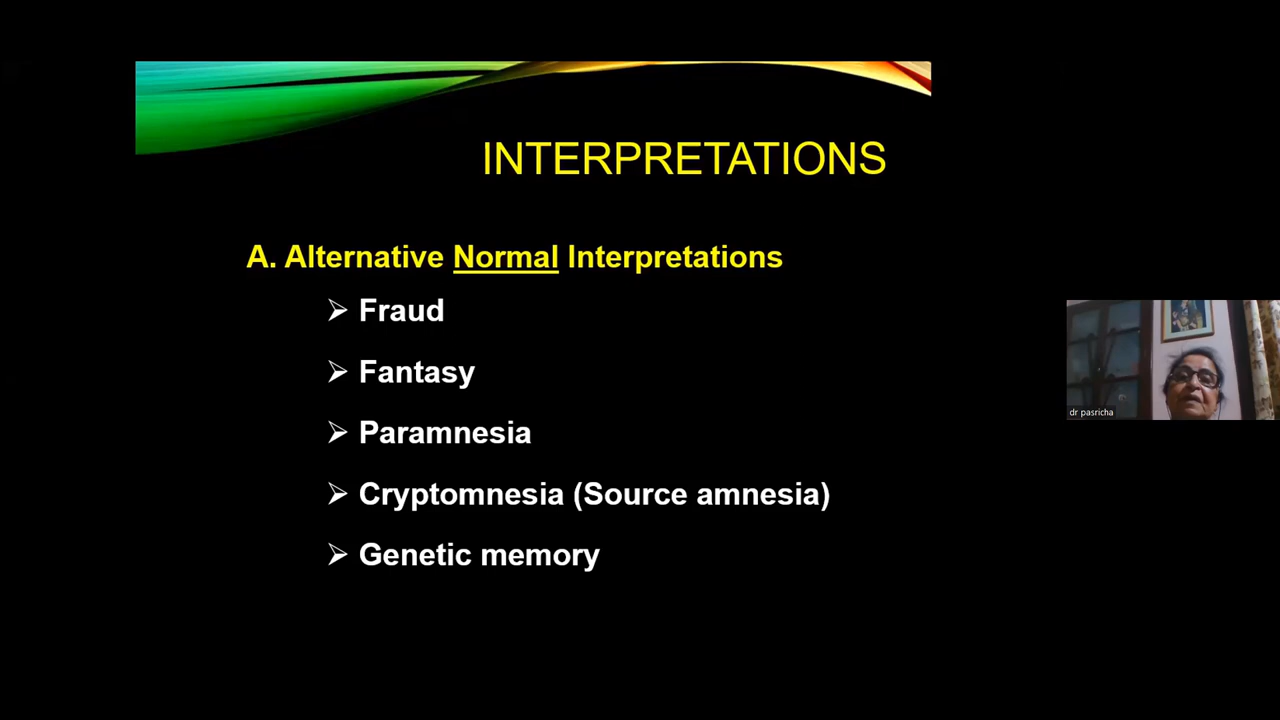 INTERPRETATIONS
A. Alternative Normal Interpretations
➢ Fraud
➢ Fantasy
➢ Paramnesia
➢ Cryptomnesia (Source amnesia)
➢ Genetic memory
dr pasricha